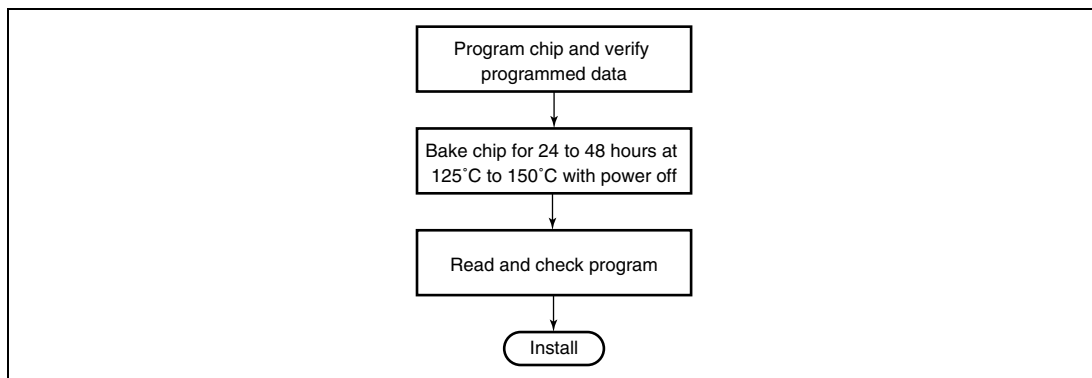 Program chip and verify
programmed data
Bake chip for 24 to 48 hours at
125˚C to 150˚C with power off
Read and check program
Install